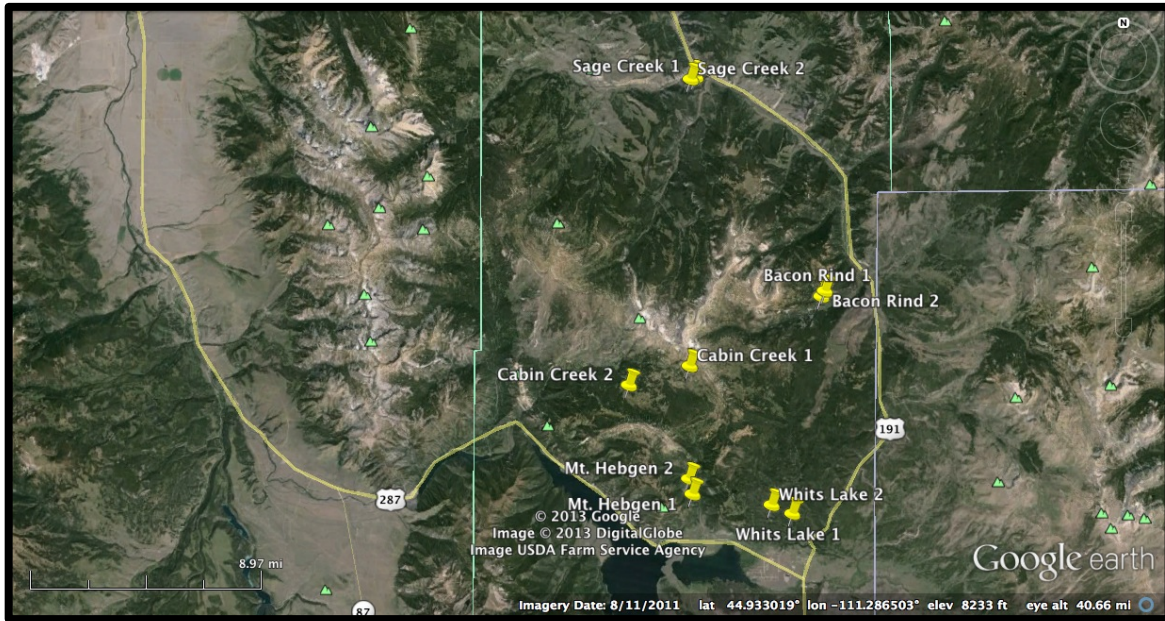 N
Sage Creek 1
Sage Creek 2
Bacon Rind 1
Bacon Rind 2
Cabin Creek 1
Cabin Creek 2
191
Mt. Hebgen 2
287
Whits Lake 2
Mt. Hebgen 1
© 2013 Google
Whits Lake 1
Image © 2013 DigitalGlobe
Image USDA Farm Service Agency
Google earth
8.97 mi
87
Imagery Date: 8/11/2011 lat 44.933019° lon -111.286503° elev 8233 ft eye alt 40.66 mi